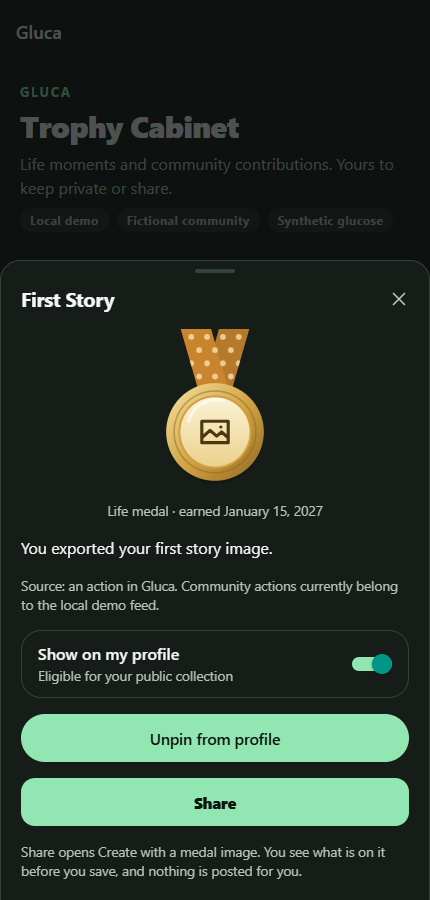 Gluca
GLUCA
Trophy Cabinet
Life moments and community contributions. Yours to
keep private or share.
Local demo
Fictional community
Synthetic glucose
First Story
Life medal · earned January 15, 2027
You exported your first story image.
Source: an action in Gluca. Community actions currently belong
to the local demo feed.
Show on my profile
Eligible for your public collection
Unpin from profile
Share
Share opens Create with a medal image. You see what is on it
before you save, and nothing is posted for you.